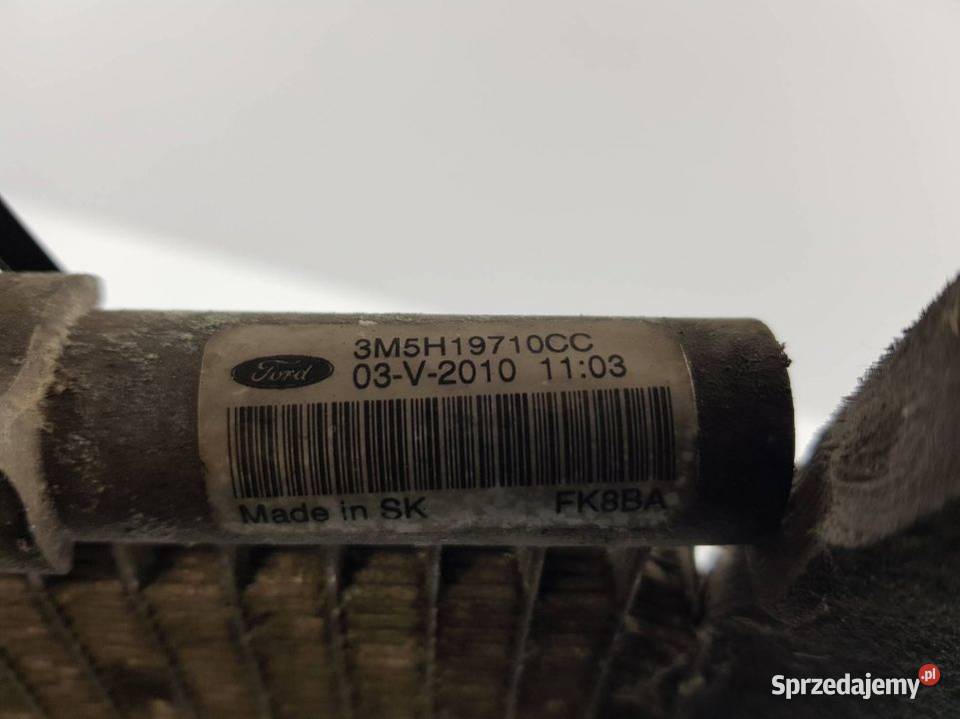 3M5H19710CC
Ford
03-V-2010 11:03
Made in SK FK8BA
Sprzedajemy.pl